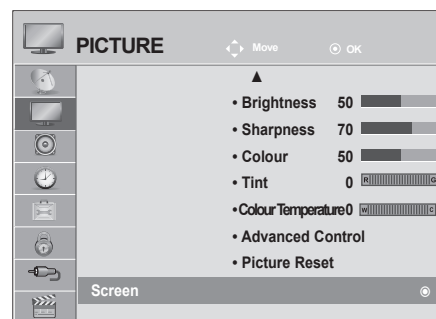 PICTURE Move OK
• Brightness 50
• Sharpness 70
• Colour 50
• Tint 0 R G
• Colour Temperature 0 W C
• Advanced Control
• Picture Reset
Screen